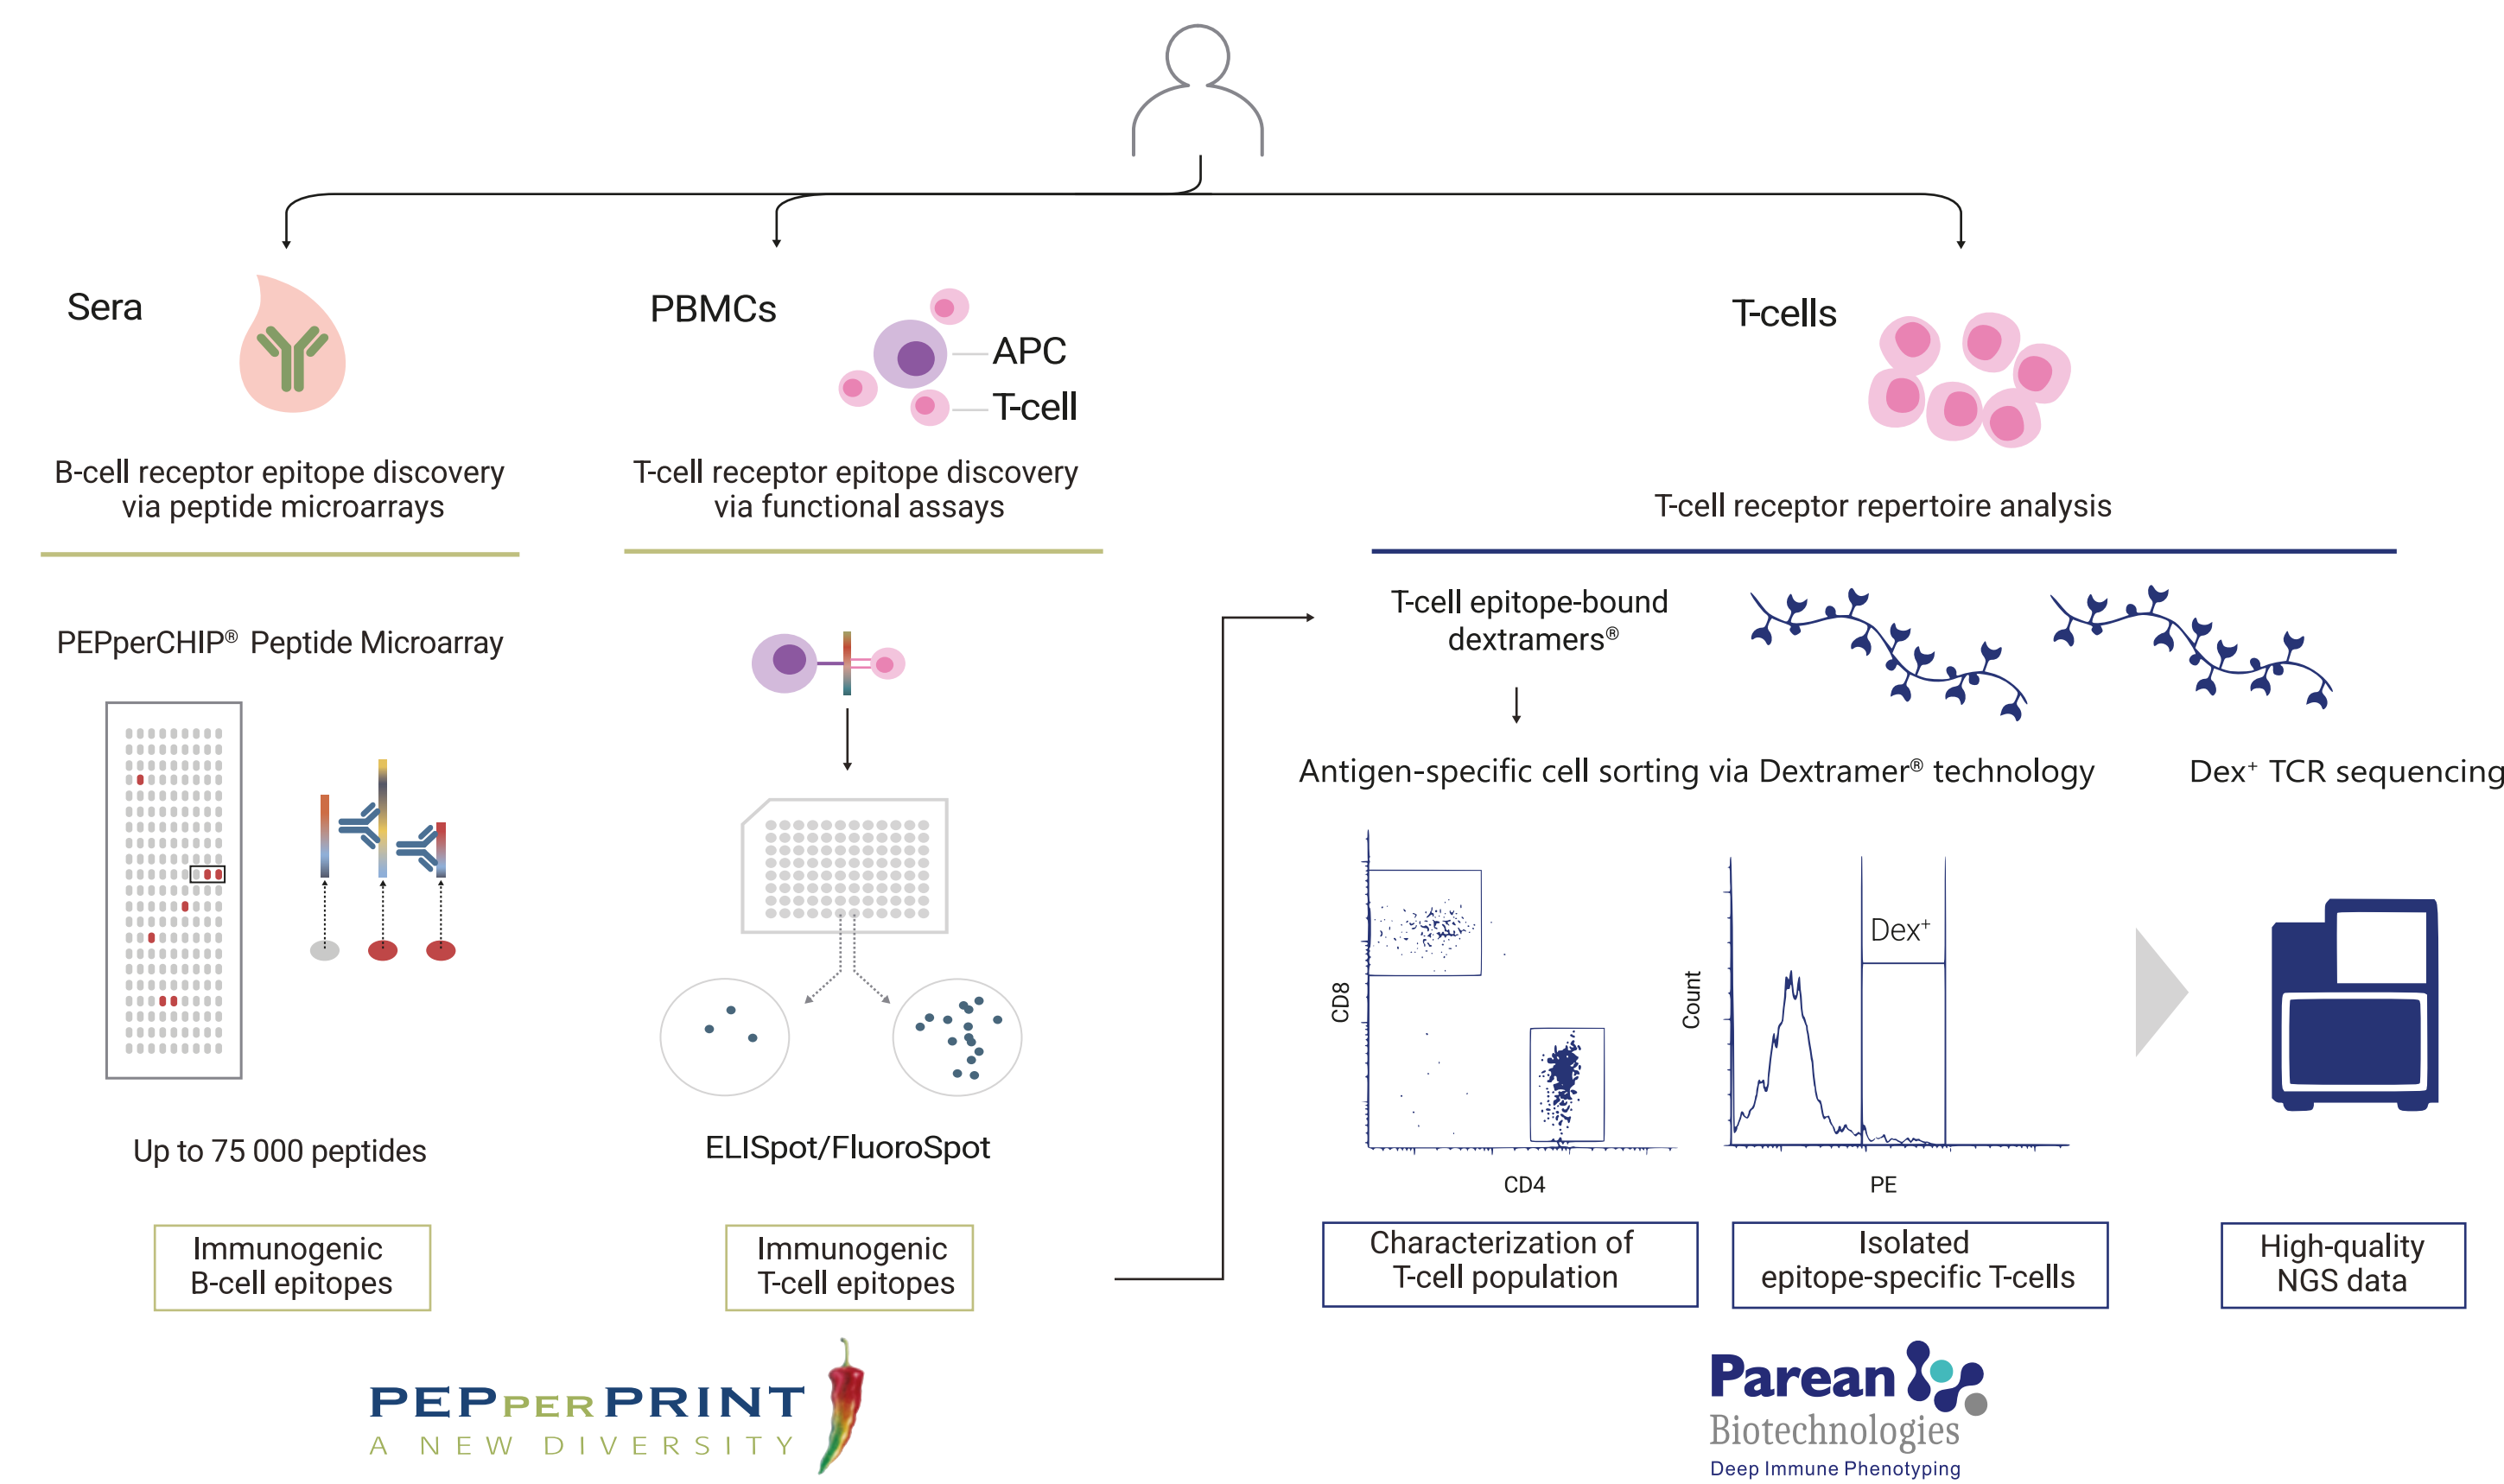 Sera
B-cell receptor epitope discovery
via peptide microarrays
PEPperCHIP® Peptide Microarray
Up to 75 000 peptides
Immunogenic
B-cell epitopes
PBMCs
APC
T-cell
T-cell receptor epitope discovery
via functional assays
ELISpot/FluoroSpot
Immunogenic
T-cell epitopes
PEPperPRINT
A NEW DIVERSITY
T-cells
T-cell receptor repertoire analysis
T-cell epitope-bound
dextramers®
Antigen-specific cell sorting via Dextramer® technology
Dex⁺ TCR sequencing
CD8
CD4
Count
Dex⁺
PE
Characterization of
T-cell population
Isolated
epitope-specific T-cells
High-quality
NGS data
Parean
Biotechnologies
Deep Immune Phenotyping